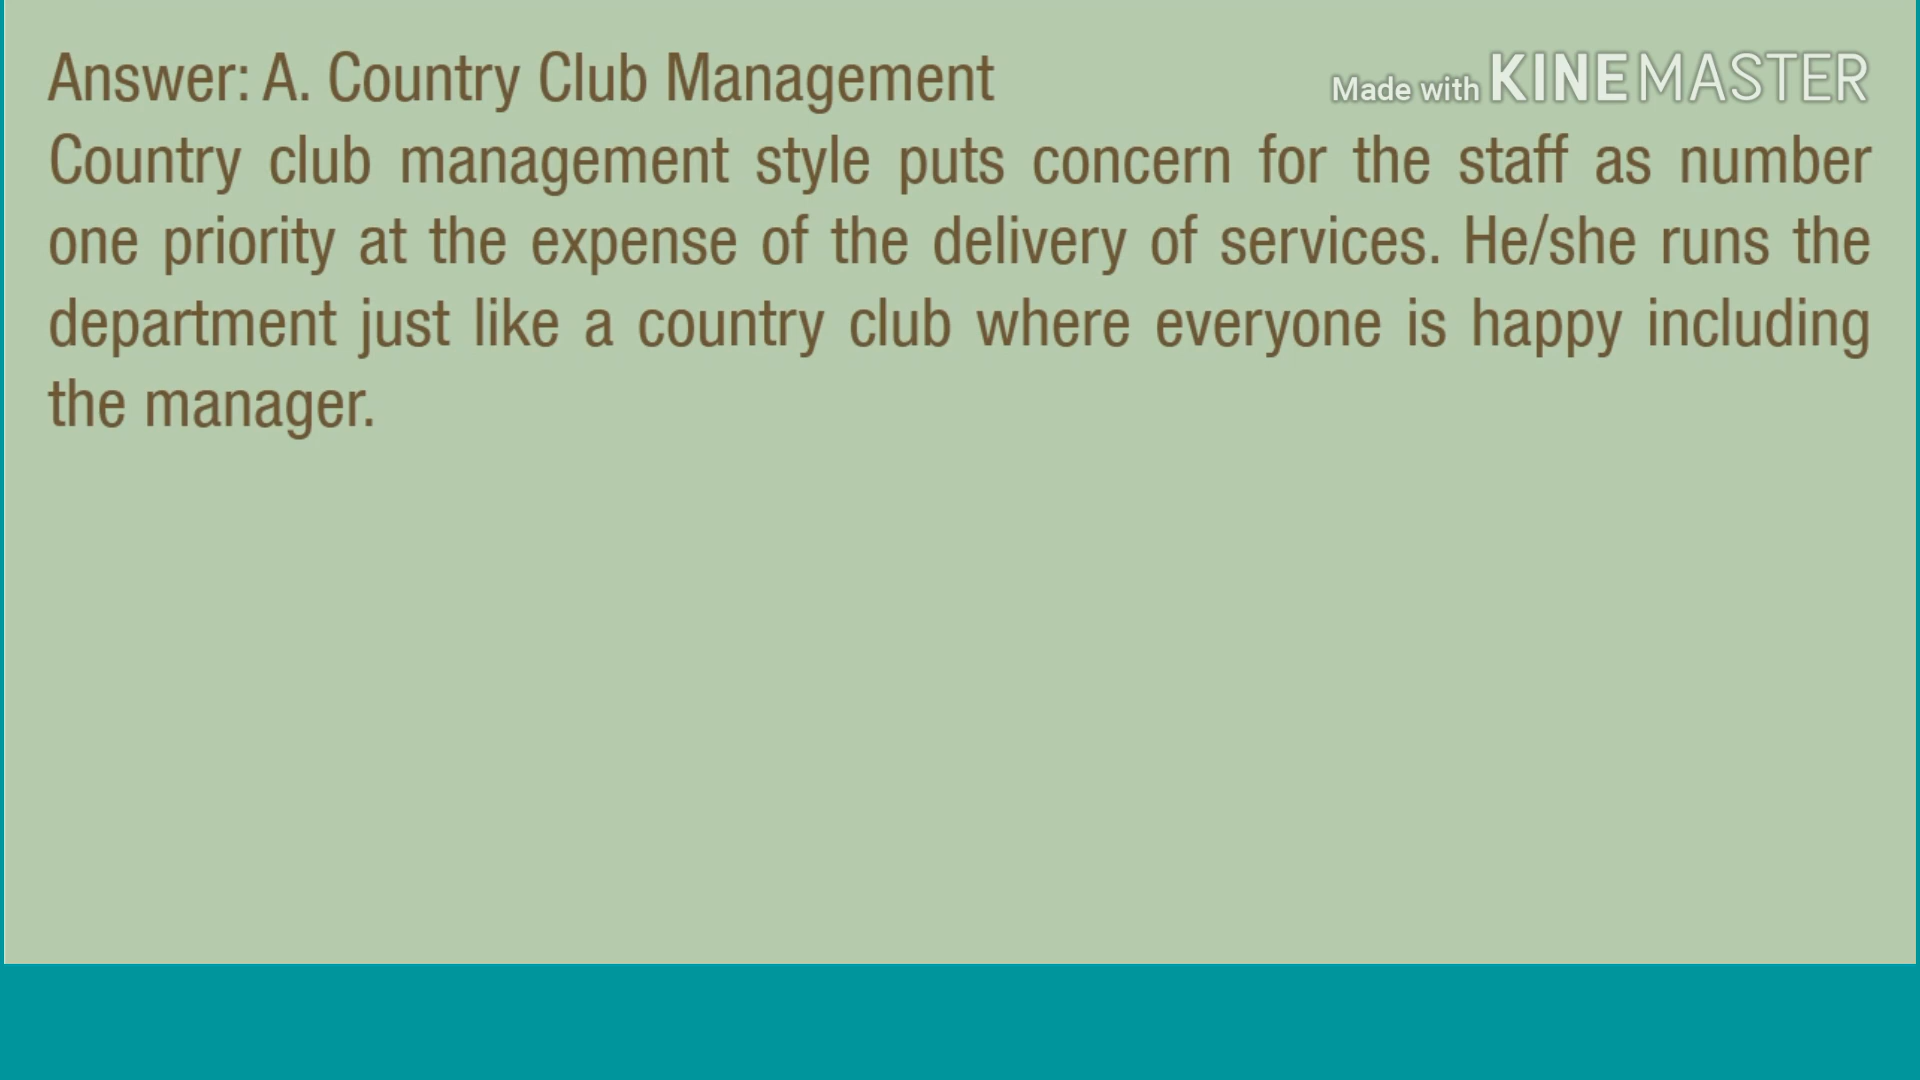 Answer: A. Country Club Management
Made with KINEMASTER
Country club management style puts concern for the staff as number
one priority at the expense of the delivery of services. He/she runs the
department just like a country club where everyone is happy including
the manager.